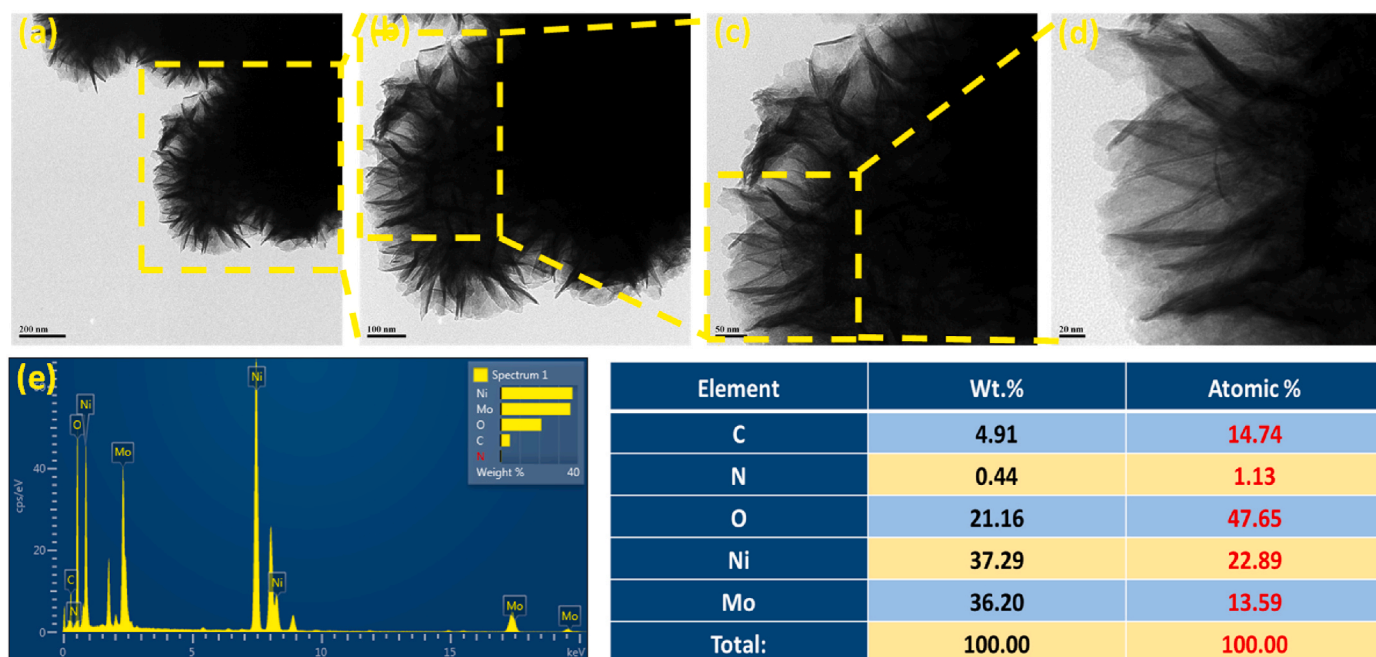 (a)
(b)
(c)
(d)
200 nm
100 nm
50 nm
20 nm
(e)
Spectrum 1
Ni
Mo
O
C
N
Weight %
40
Ni
Ni
O
Mo
C
N
Ni
Mo
Mo
cps/eV
40
20
0
0
5
10
15
keV
Element Wt.% Atomic %
C 4.91 14.74
N 0.44 1.13
O 21.16 47.65
Ni 37.29 22.89
Mo 36.20 13.59
Total: 100.00 100.00